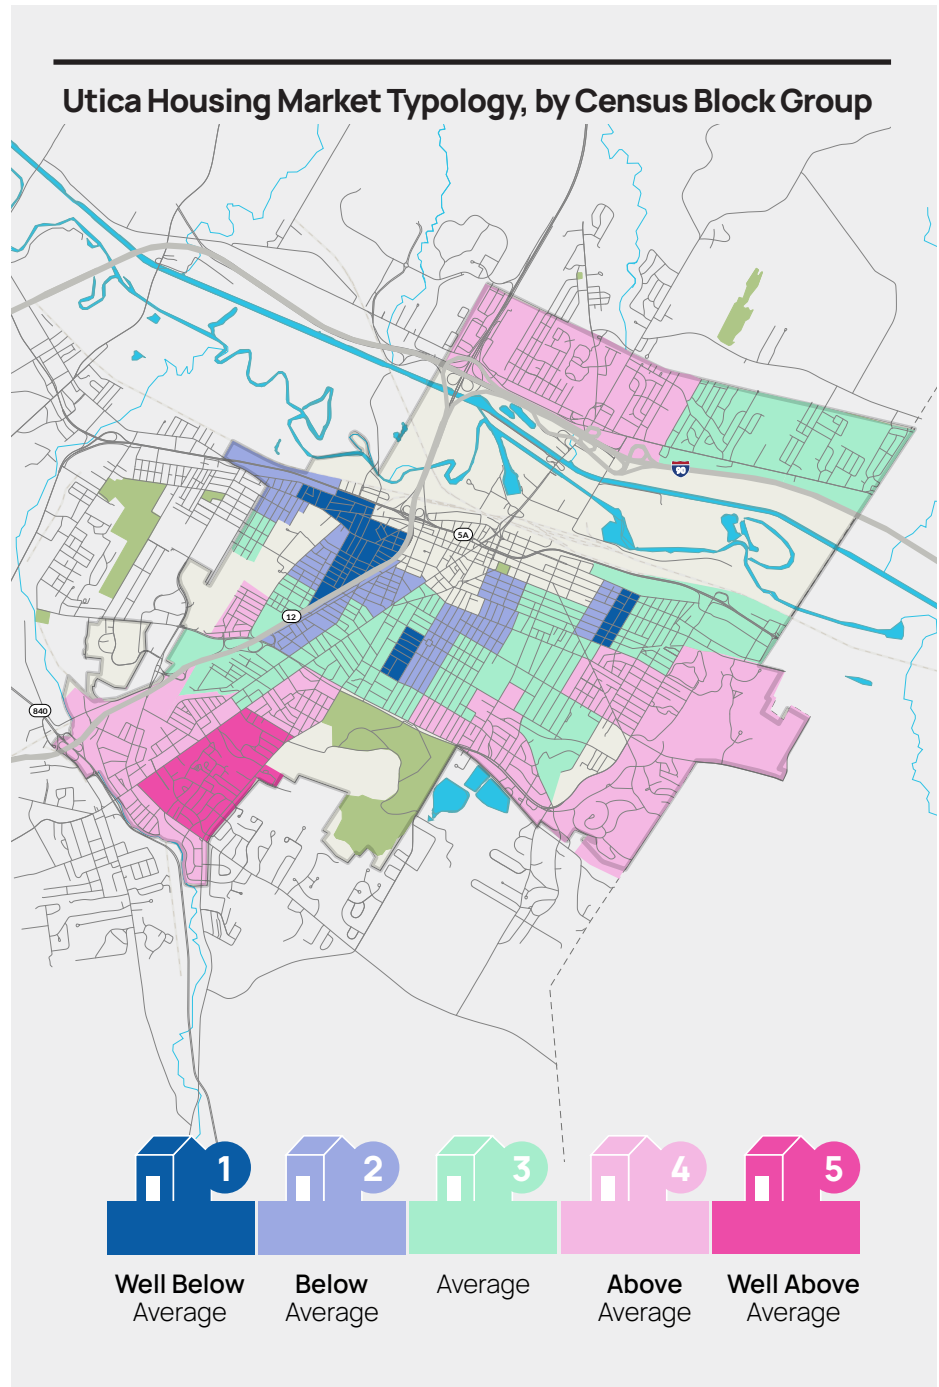 Utica Housing Market Typology, by Census Block Group
90
5A
12
840
1
2
3
4
5
Well Below
Average
Below
Average
Average
Above
Average
Well Above
Average